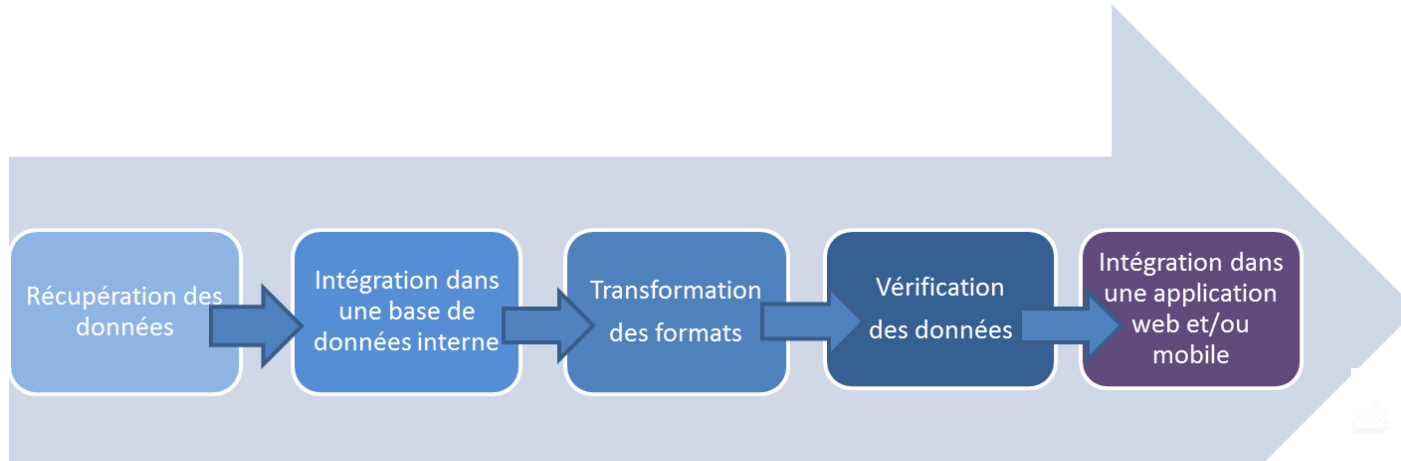 Récupération des
données
Intégration dans
une base de
données interne
Transformation
des formats
Vérification
des données
Intégration dans
une application
web et/ou
mobile